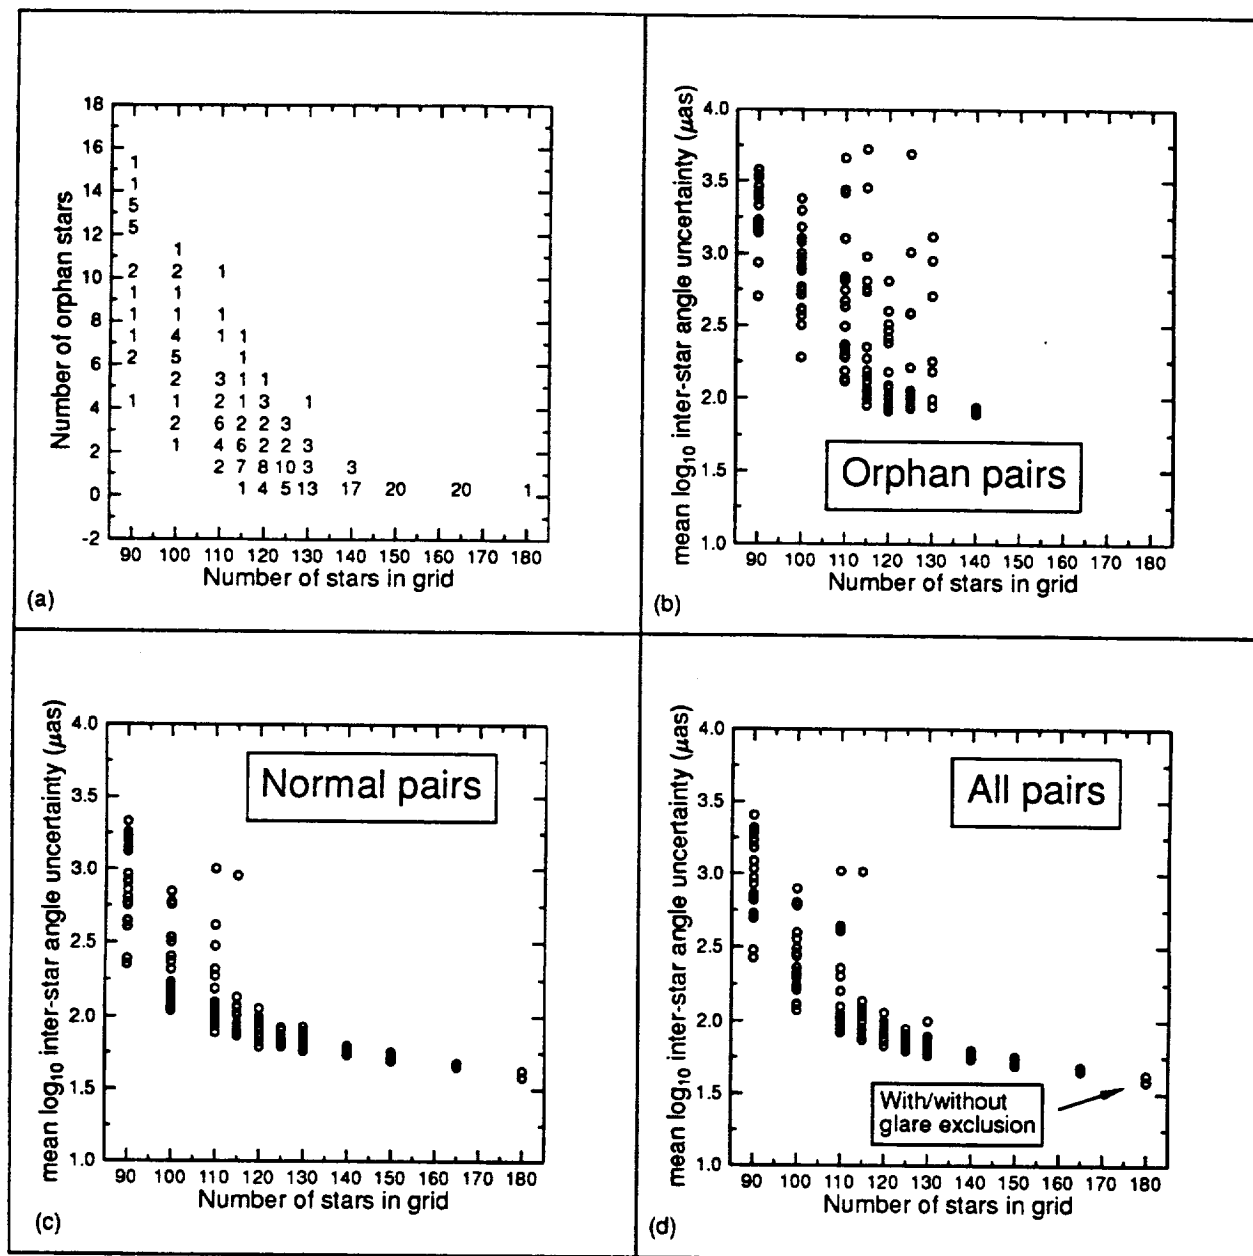 18
16
14
12
10
8
6
4
2
0
-2
Number of orphan stars
1
1
5
5
1
2 2 1
1 1
1 1 1
1 4 1 1
2 5 1
2 3 1 1
1 1 2 1 3 1
2 6 2 2 3
1 4 6 2 2 3
2 7 8 10 3 3
1 4 5 13 17 20 20 1
90 100 110 120 130 140 150 160 170 180
Number of stars in grid
(a)
4.0
3.5
3.0
2.5
2.0
1.5
1.0
mean log10 inter-star angle uncertainty (μas)
Orphan pairs
90 100 110 120 130 140 150 160 170 180
Number of stars in grid
(b)
4.0
3.5
3.0
2.5
2.0
1.5
1.0
mean log10 inter-star angle uncertainty (μas)
Normal pairs
90 100 110 120 130 140 150 160 170 180
Number of stars in grid
(c)
4.0
3.5
3.0
2.5
2.0
1.5
1.0
mean log10 inter-star angle uncertainty (μas)
All pairs
With/without
glare exclusion
90 100 110 120 130 140 150 160 170 180
Number of stars in grid
(d)